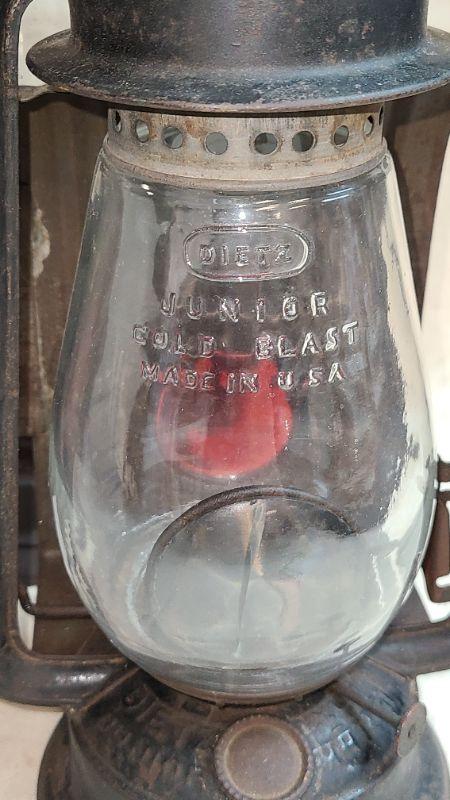 DIETZ
JUNIOR
COLD BLAST
MADE IN U.S.A